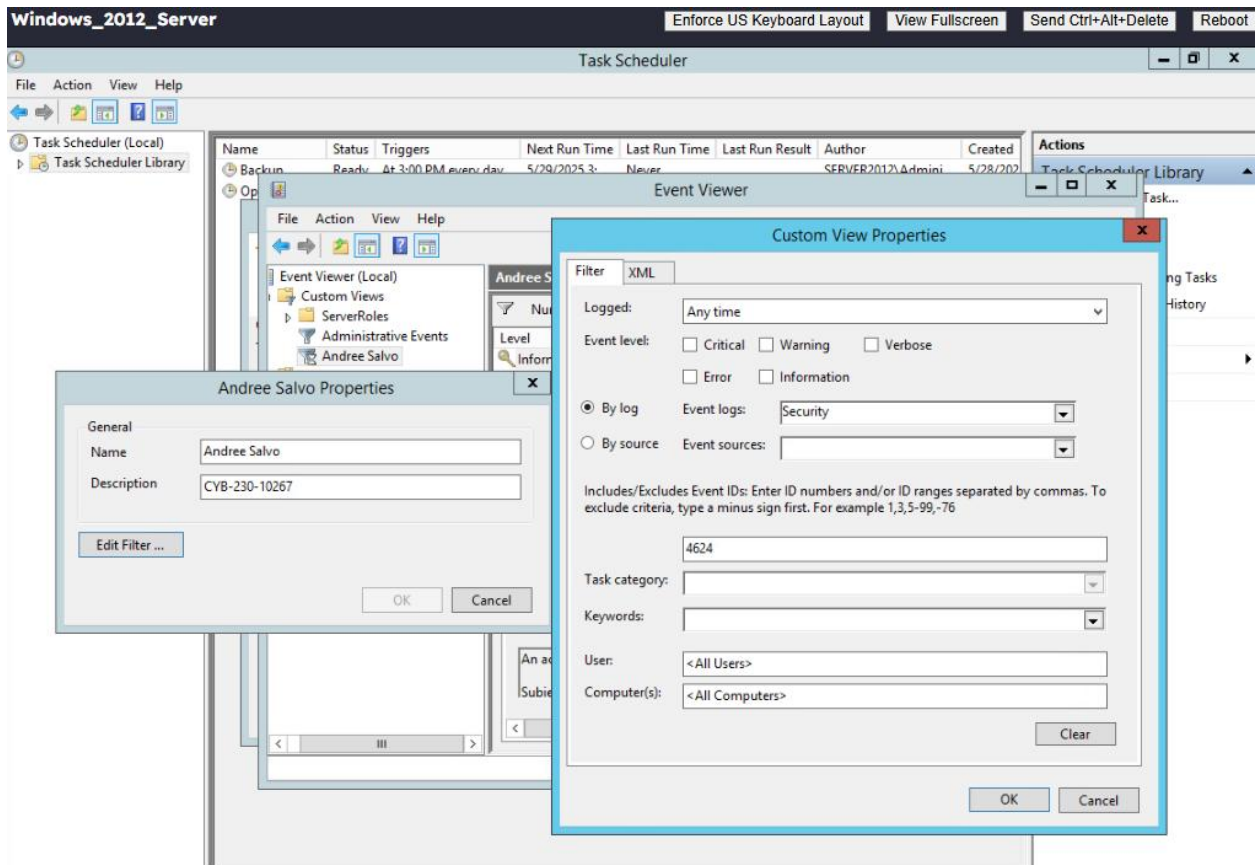 Windows_2012_Server
Enforce US Keyboard Layout
View Fullscreen
Send Ctrl+Alt+Delete
Reboot
Task Scheduler
File Action View Help
Task Scheduler (Local)
Task Scheduler Library
Name Status Triggers Next Run Time Last Run Time Last Run Result Author Created
Backup Ready At 3:00 PM every day 5/29/2025 3: Never SERVER2012\Admini 5/28/202
Op
Actions
Task Scheduler Library
Task...
ng Tasks
History
Event Viewer
File Action View Help
Event Viewer (Local)
Custom Views
ServerRoles
Administrative Events
Andree Salvo
Andree S
Nu
Level
Inform
An ac
Subje
Andree Salvo Properties
General
Name Andree Salvo
Description CYB-230-10267
Edit Filter ...
OK Cancel
Custom View Properties
Filter XML
Logged: Any time
Event level: Critical Warning Verbose
Error Information
By log Event logs: Security
By source Event sources:
Includes/Excludes Event IDs: Enter ID numbers and/or ID ranges separated by commas. To
exclude criteria, type a minus sign first. For example 1,3,5-99,-76
4624
Task category:
Keywords:
User: <All Users>
Computer(s): <All Computers>
Clear
OK Cancel